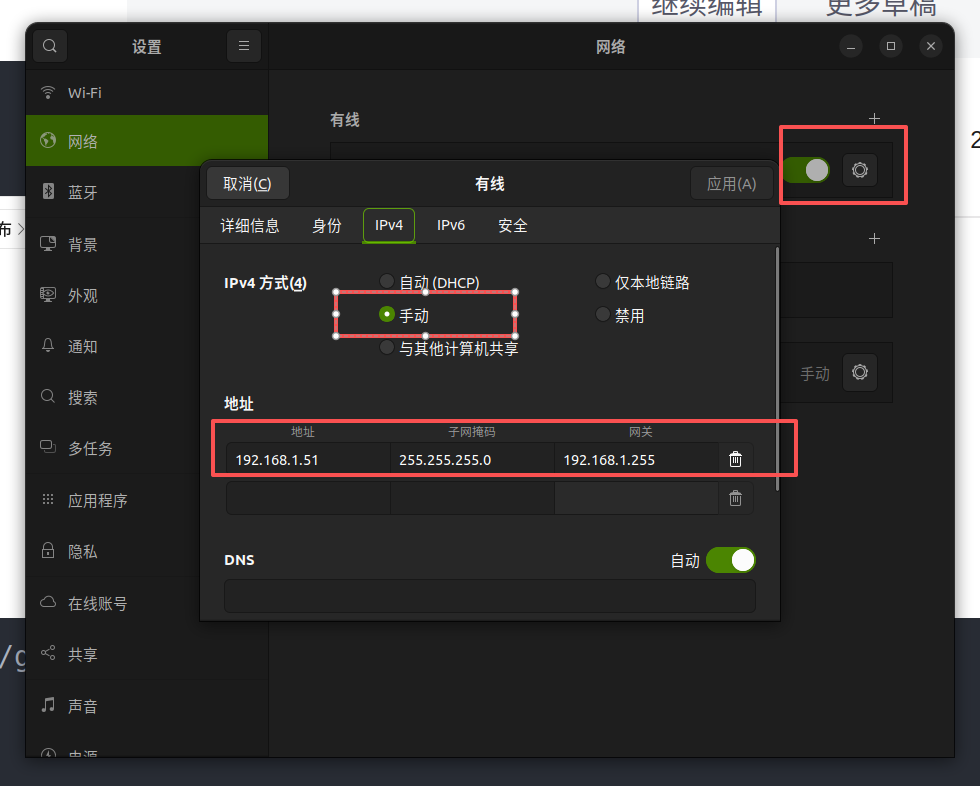 继续编辑
更多草稿
设置
网络
Wi-Fi
网络
蓝牙
背景
外观
通知
搜索
多任务
应用程序
隐私
在线账号
共享
声音
电源
有线
取消(C)
有线
应用(A)
详细信息
身份
IPv4
IPv6
安全
IPv4 方式(4)
自动 (DHCP)
仅本地链路
手动
禁用
与其他计算机共享
地址
地址 子网掩码 网关
192.168.1.51 255.255.255.0 192.168.1.255
DNS
自动
手动
布
2
/g